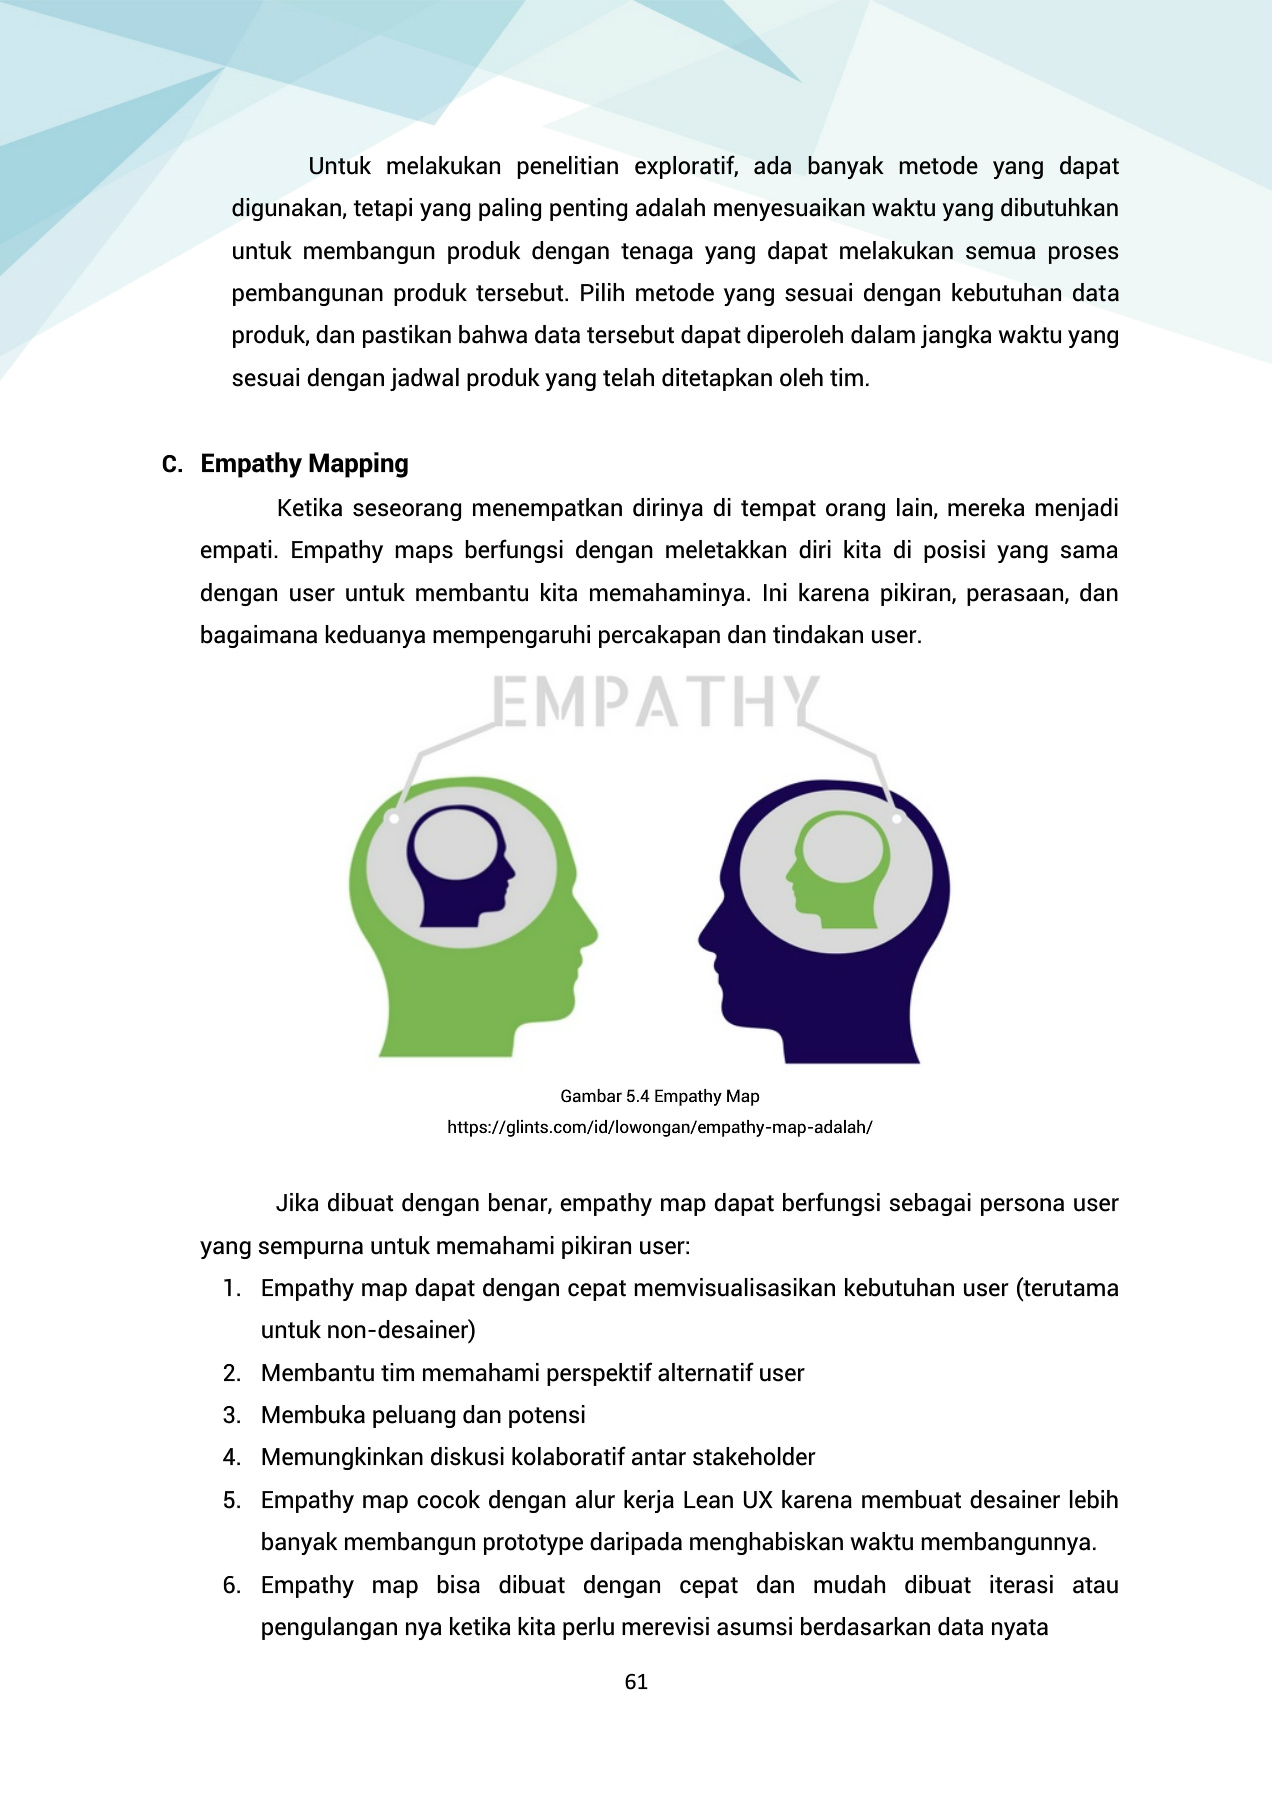 Untuk melakukan penelitian exploratif, ada banyak metode yang dapat
digunakan, tetapi yang paling penting adalah menyesuaikan waktu yang dibutuhkan
untuk membangun produk dengan tenaga yang dapat melakukan semua proses
pembangunan produk tersebut. Pilih metode yang sesuai dengan kebutuhan data
produk, dan pastikan bahwa data tersebut dapat diperoleh dalam jangka waktu yang
sesuai dengan jadwal produk yang telah ditetapkan oleh tim.
C. Empathy Mapping
Ketika seseorang menempatkan dirinya di tempat orang lain, mereka menjadi
empati. Empathy maps berfungsi dengan meletakkan diri kita di posisi yang sama
dengan user untuk membantu kita memahaminya. Ini karena pikiran, perasaan, dan
bagaimana keduanya mempengaruhi percakapan dan tindakan user.
EMPATHY
Gambar 5.4 Empathy Map
https://glints.com/id/lowongan/empathy-map-adalah/
Jika dibuat dengan benar, empathy map dapat berfungsi sebagai persona user
yang sempurna untuk memahami pikiran user:
1. Empathy map dapat dengan cepat memvisualisasikan kebutuhan user (terutama
untuk non-desainer)
2. Membantu tim memahami perspektif alternatif user
3. Membuka peluang dan potensi
4. Memungkinkan diskusi kolaboratif antar stakeholder
5. Empathy map cocok dengan alur kerja Lean UX karena membuat desainer lebih
banyak membangun prototype daripada menghabiskan waktu membangunnya.
6. Empathy map bisa dibuat dengan cepat dan mudah dibuat iterasi atau
pengulangan nya ketika kita perlu merevisi asumsi berdasarkan data nyata
61